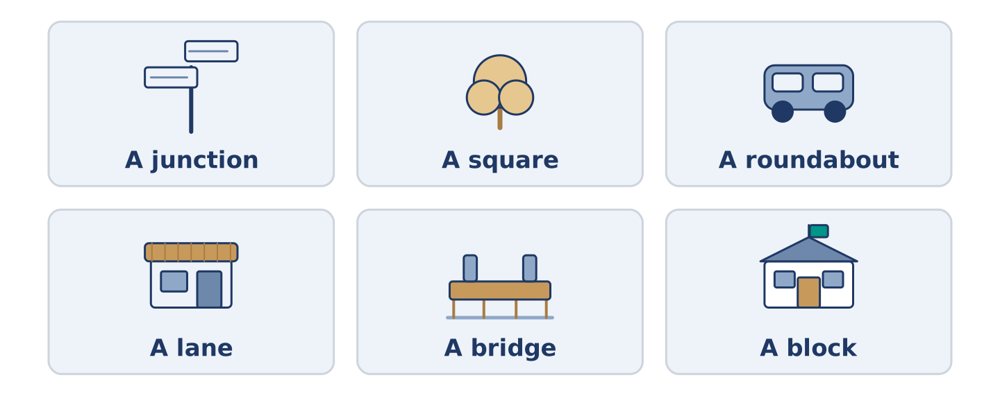 A junction
A square
A roundabout
A lane
A bridge
A block